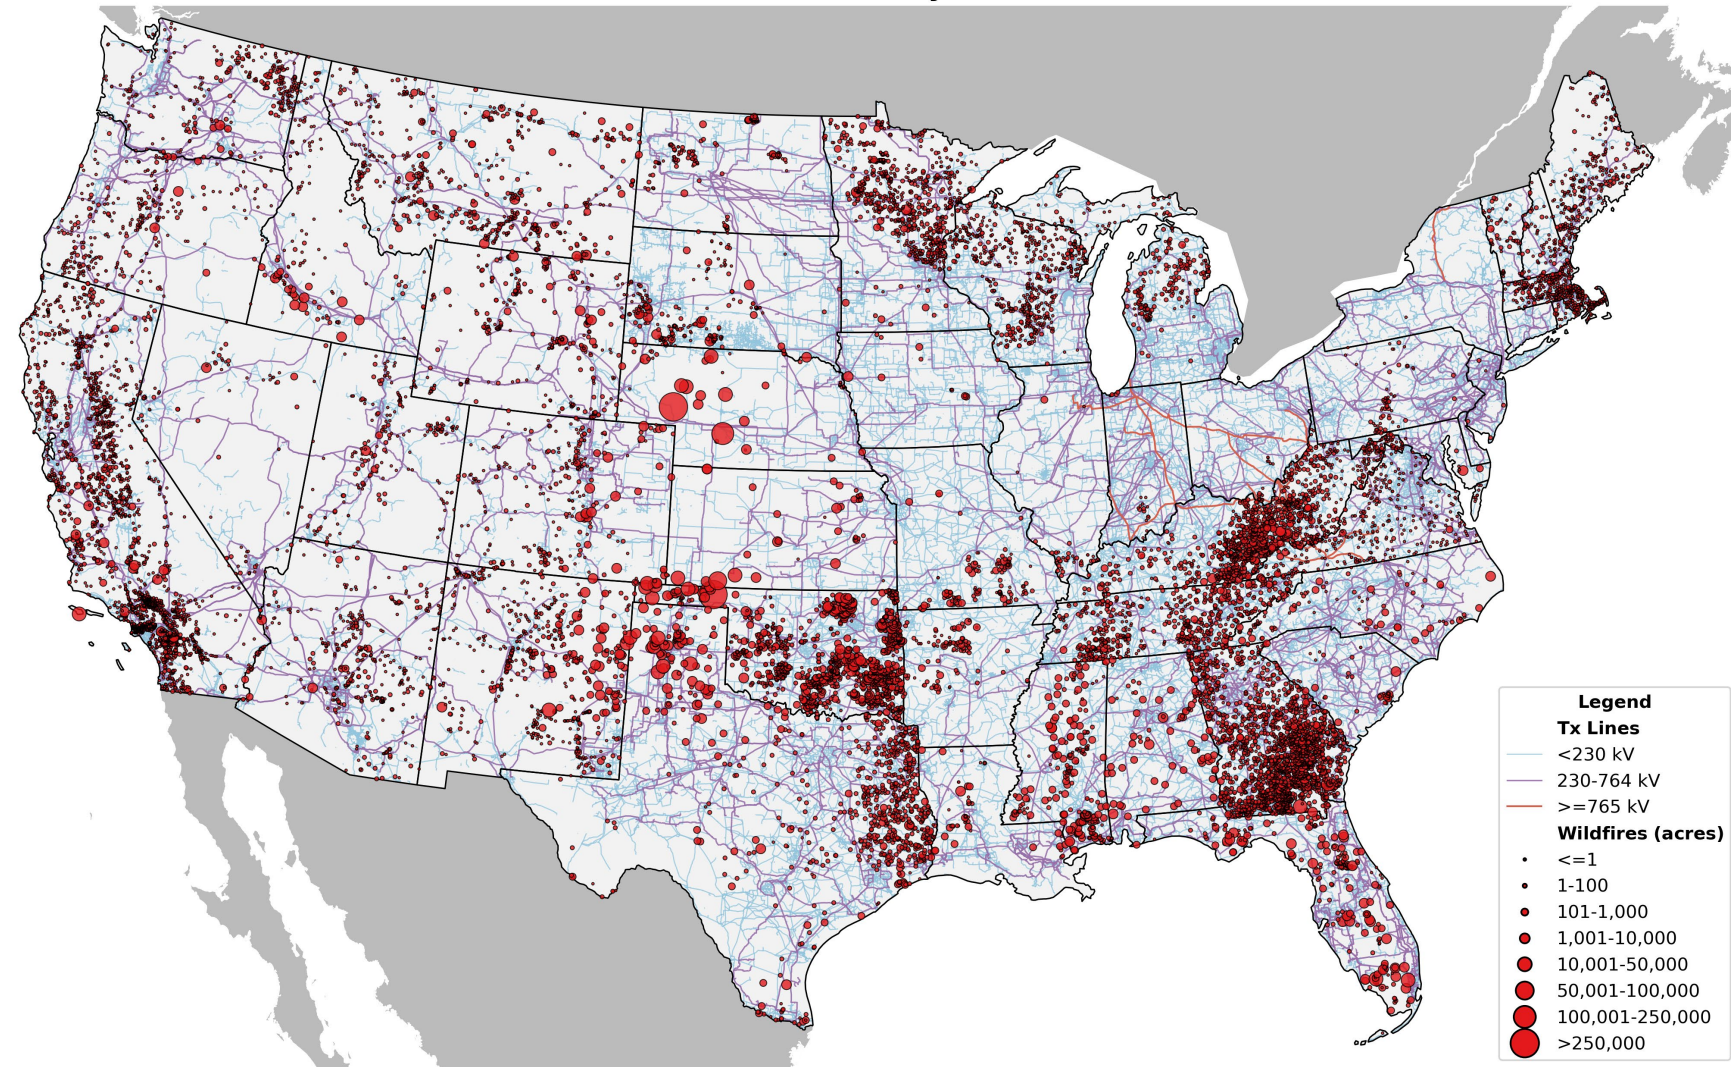 Legend
Tx Lines
<230 kV
230-764 kV
>=765 kV
Wildfires (acres)
<=1
1-100
101-1,000
1,001-10,000
10,001-50,000
50,001-100,000
100,001-250,000
>250,000